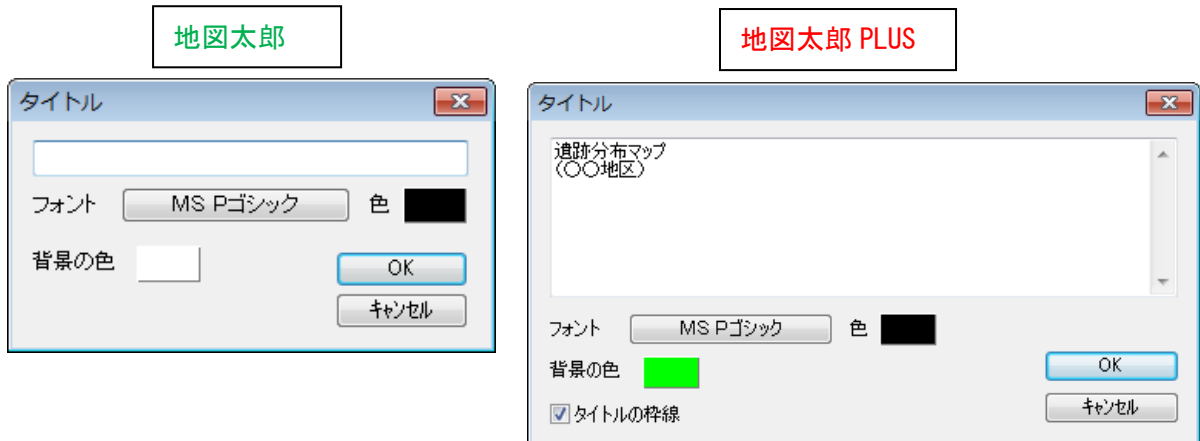 地図太郎
タイトル
フォント MS Pゴシック 色
背景の色
OK
キャンセル
地図太郎 PLUS
タイトル
遺跡分布マップ
(〇〇地区)
フォント MS Pゴシック 色
背景の色
OK
タイトルの枠線
キャンセル